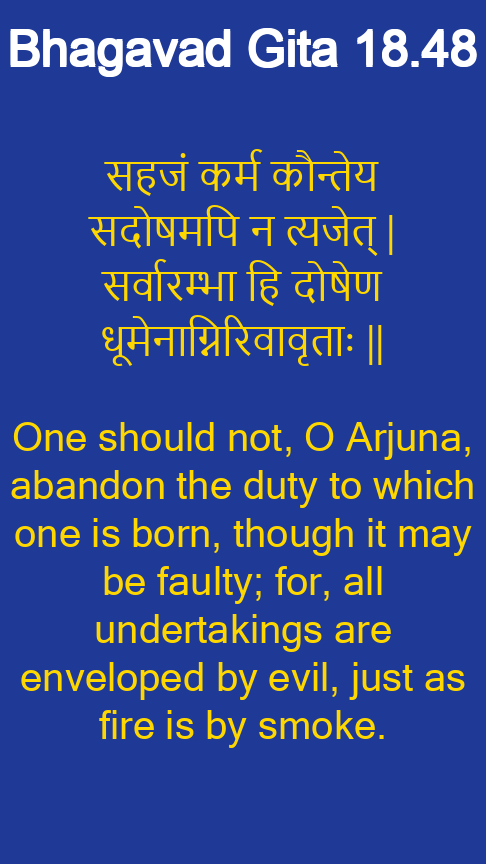 Bhagavad Gita 18.48
सहजं कर्म कौन्तेय
सदोषमपि न त्यजेत् |
सर्वारम्भा हि दोषेण
धूमेनाग्निरिवावृताः ||
One should not, O Arjuna,
abandon the duty to which
one is born, though it may
be faulty; for, all
undertakings are
enveloped by evil, just as
fire is by smoke.